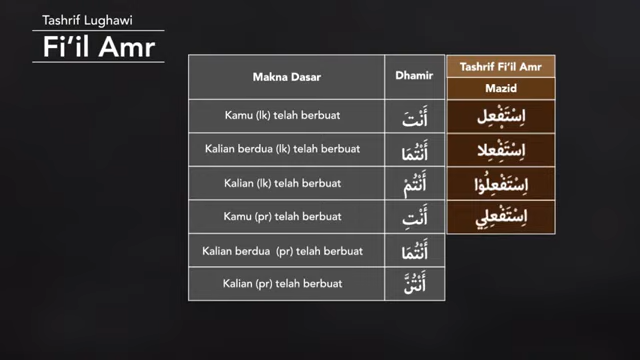 Tashrif Lughawi
Fi’il Amr
Makna Dasar Dhamir Tashrif Fi’il Amr
Mazid
Kamu (lk) telah berbuat أَنْتَ اِسْتَفْعِل
Kalian berdua (lk) telah berbuat أَنْتُمَا اِسْتَفْعِلا
Kalian (lk) telah berbuat أَنْتُمْ اِسْتَفْعِلُوْا
Kamu (pr) telah berbuat أَنْتِ اِسْتَفْعِلِي
Kalian berdua (pr) telah berbuat أَنْتُمَا
Kalian (pr) telah berbuat أَنْتُنَّ